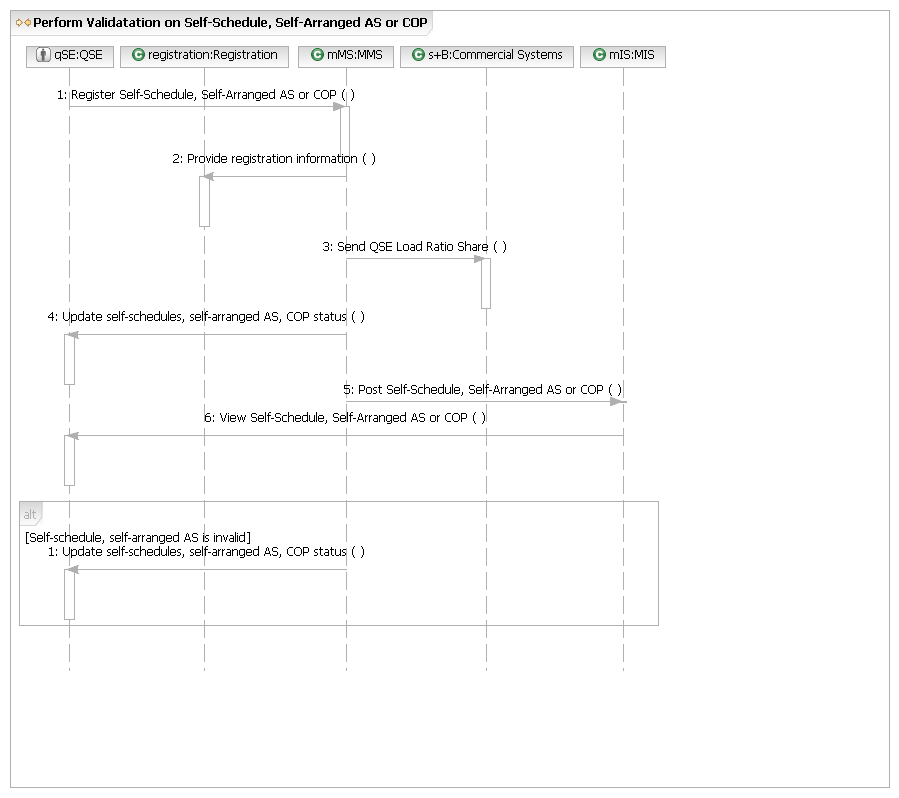 Perform Validatation on Self-Schedule, Self-Arranged AS or COP
qSE:QSE
registration:Registration
mMS:MMS
s+B:Commercial Systems
mIS:MIS
1: Register Self-Schedule, Self-Arranged AS or COP ( )
2: Provide registration information ( )
3: Send QSE Load Ratio Share ( )
4: Update self-schedules, self-arranged AS, COP status ( )
5: Post Self-Schedule, Self-Arranged AS or COP ( )
6: View Self-Schedule, Self-Arranged AS or COP ( )
alt
[Self-schedule, self-arranged AS is invalid]
1: Update self-schedules, self-arranged AS, COP status ( )